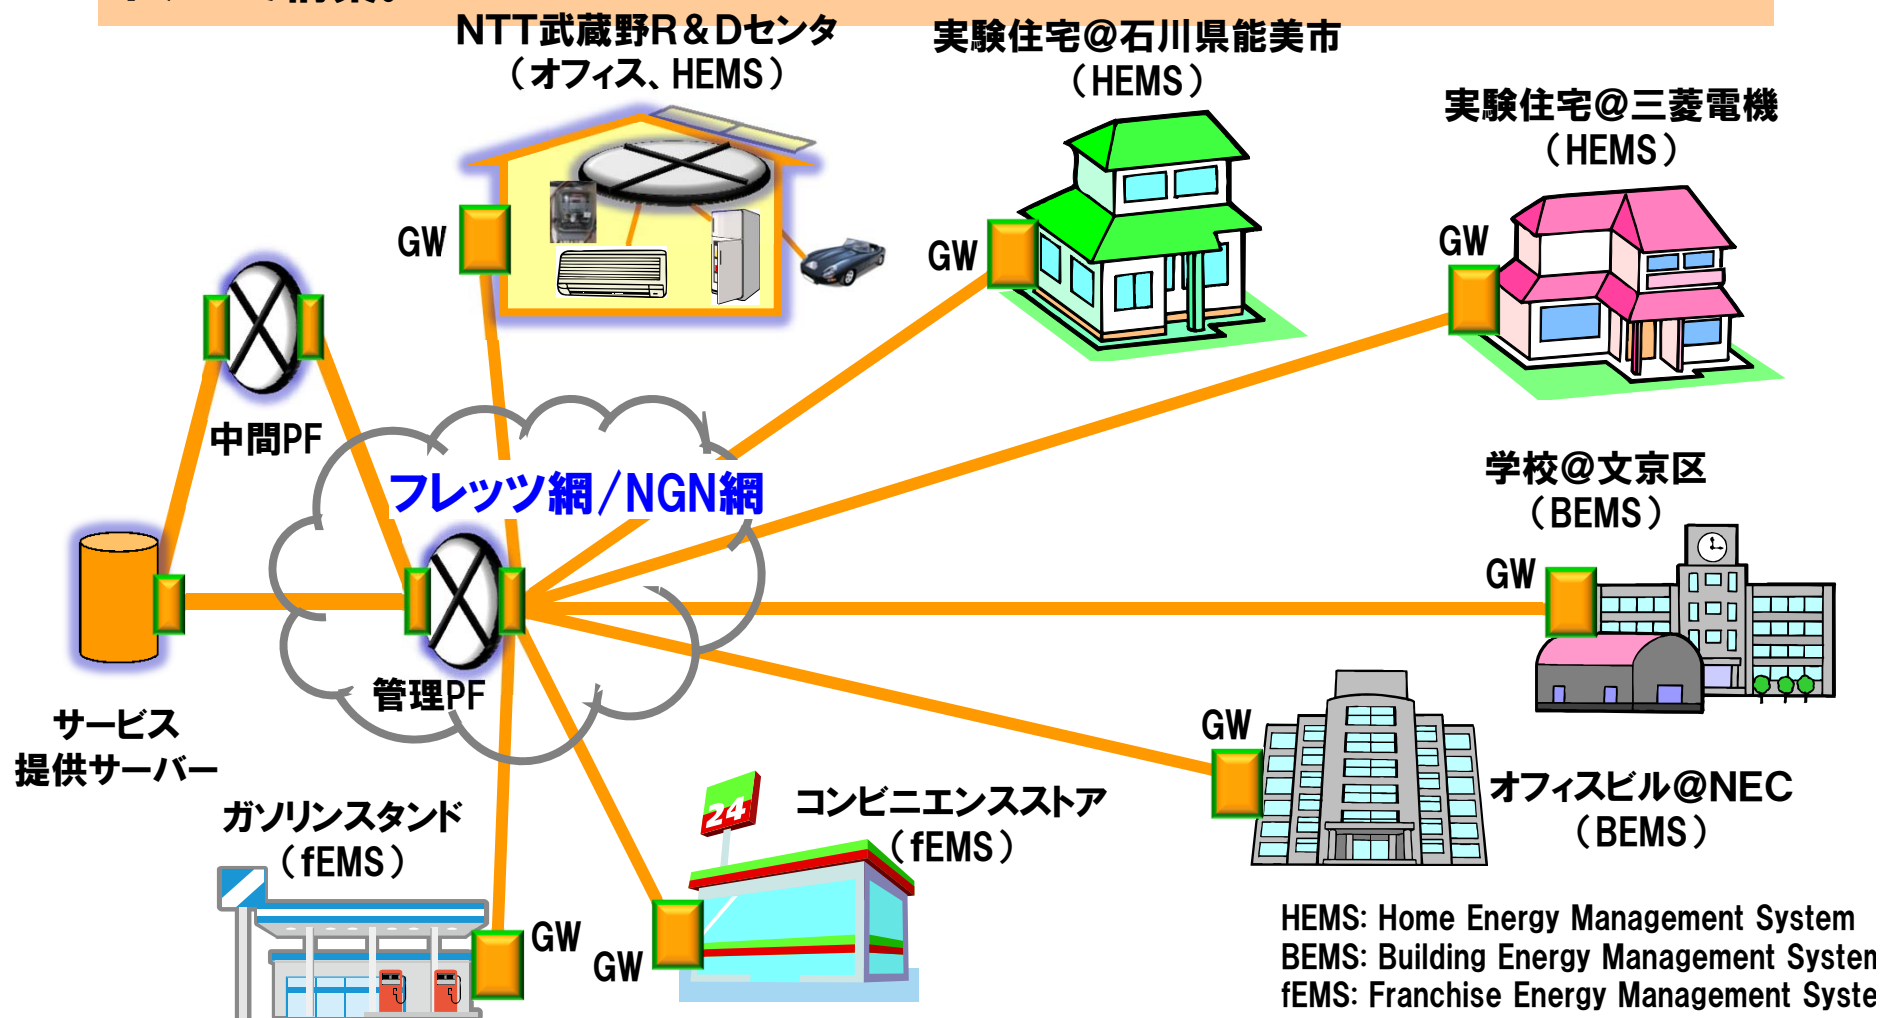 NTT武蔵野R&Dセンタ
（オフィス、HEMS）
実験住宅@石川県能美市
（HEMS）
実験住宅@三菱電機
（HEMS）
GW
GW
GW
中間PF
フレッツ網/NGN網
学校@文京区
（BEMS）
GW
管理PF
サービス
提供サーバー
GW
オフィスビル@NEC
（BEMS）
ガソリンスタンド
（fEMS）
24
コンビニエンスストア
（fEMS）
GW
GW
HEMS: Home Energy Management System
BEMS: Building Energy Management System
fEMS: Franchise Energy Management Syste